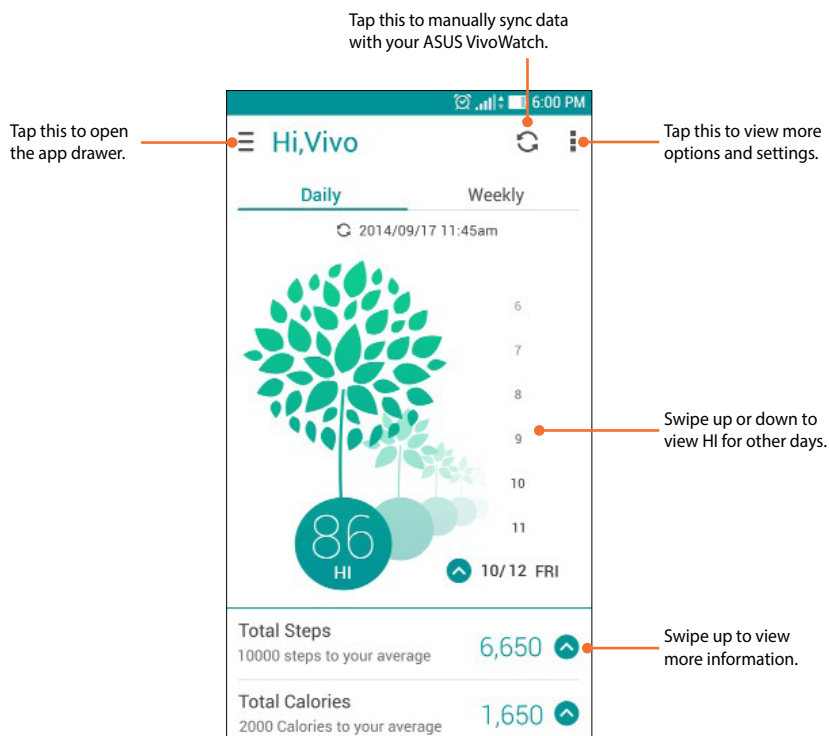 Tap this to manually sync data
with your ASUS VivoWatch.
6:00 PM
Tap this to open
the app drawer.
Hi,Vivo
Tap this to view more
options and settings.
Daily
Weekly
2014/09/17 11:45am
6
7
8
9
10
11
Swipe up or down to
view HI for other days.
86
HI
10/12 FRI
Total Steps
10000 steps to your average
6,650
Swipe up to view
more information.
Total Calories
2000 Calories to your average
1,650